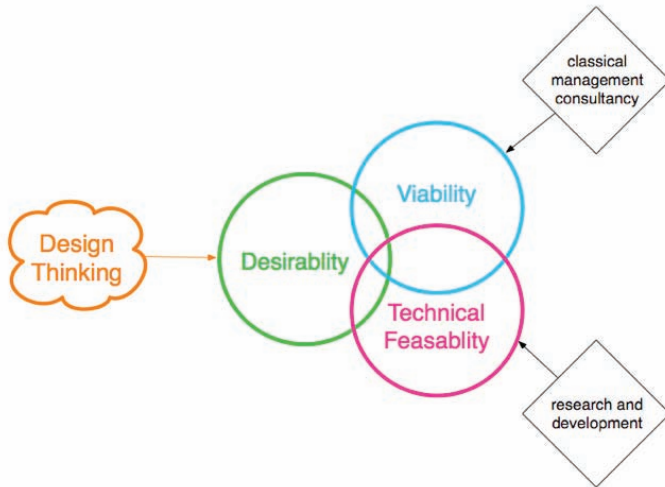 classical
management
consultancy
Viability
Design
Thinking
Desirablity
Technical
Feasablity
research and
development